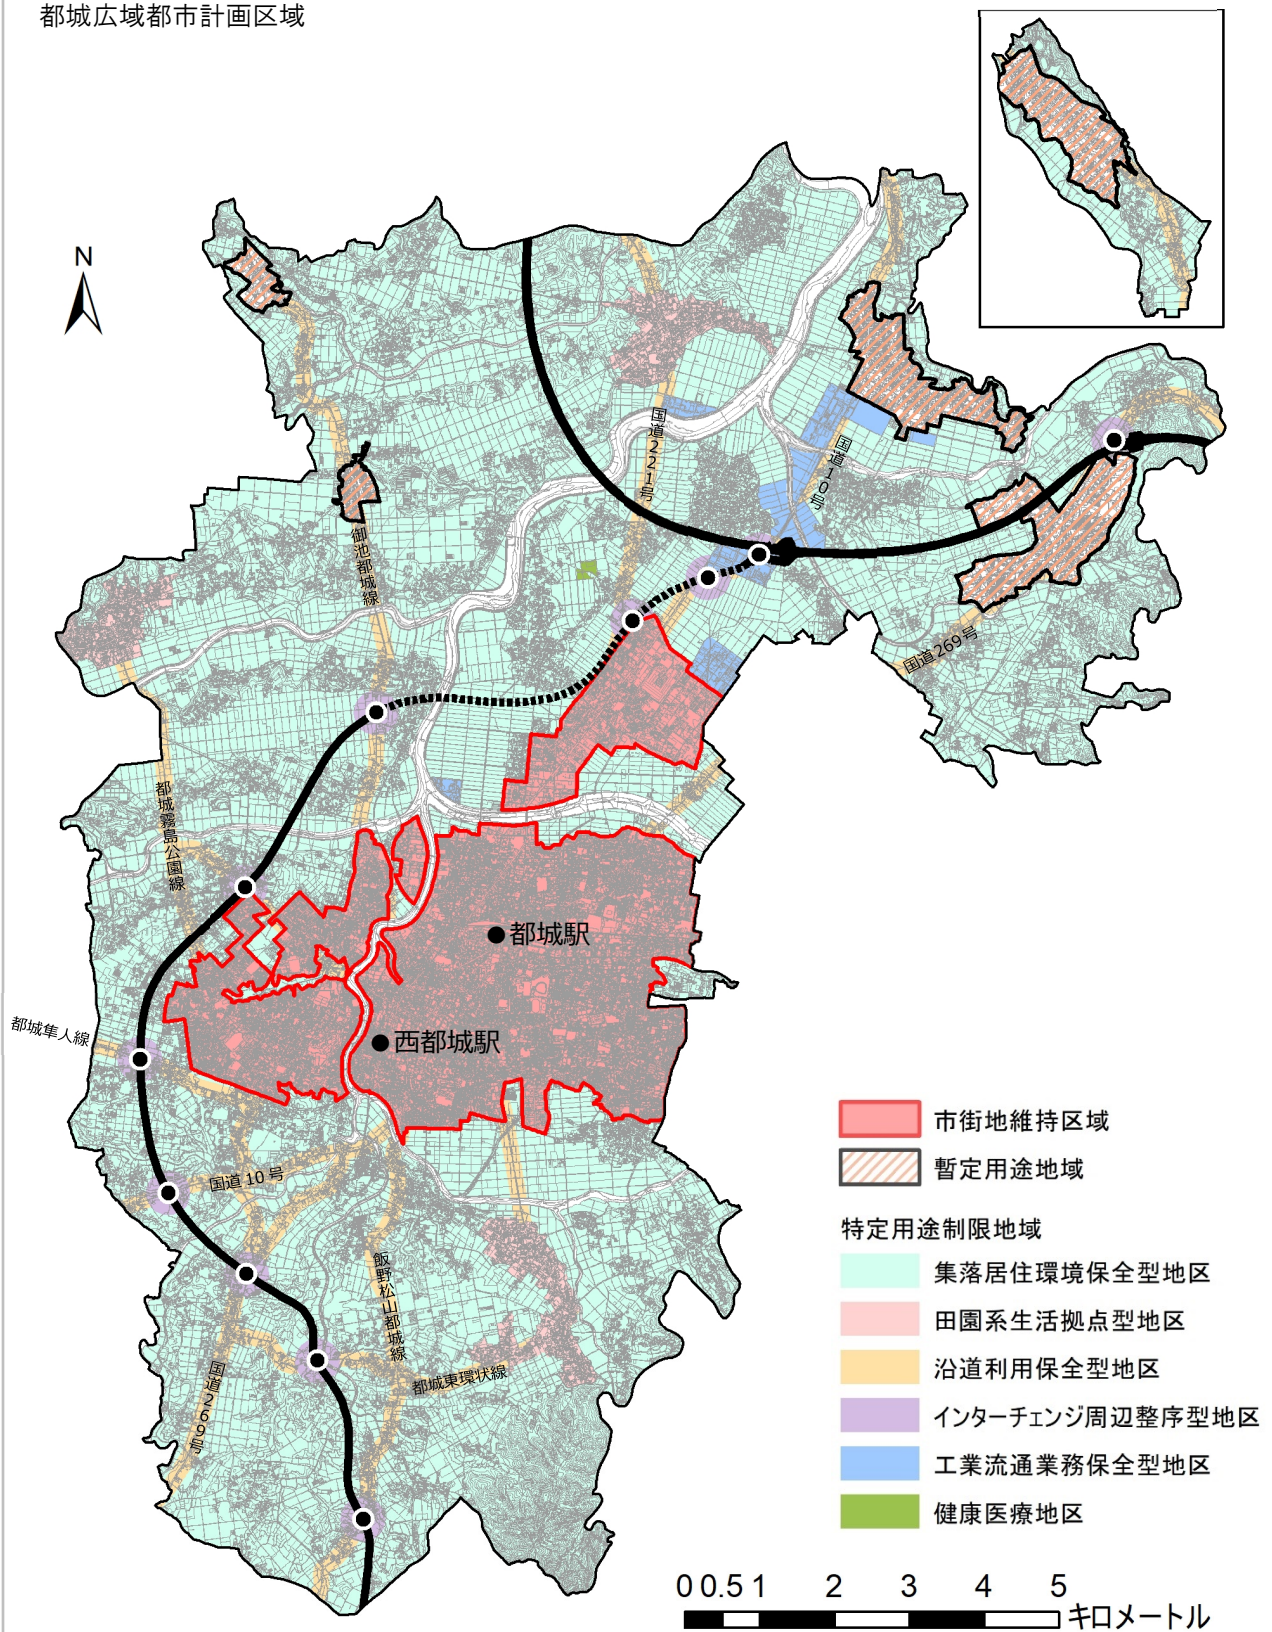 都城広域都市計画区域
N
国道221号
国道10号
御池都城線
国道269号
都城霧島公園線
都城駅
都城隼人線
西都城駅
国道10号
飯野松山都城線
都城東環状線
国道269号
市街地維持区域
暫定用途地域
特定用途制限地域
集落居住環境保全型地区
田園系生活拠点型地区
沿道利用保全型地区
インターチェンジ周辺整序型地区
工業流通業務保全型地区
健康医療地区
0 0.5 1 2 3 4 5
キロメートル